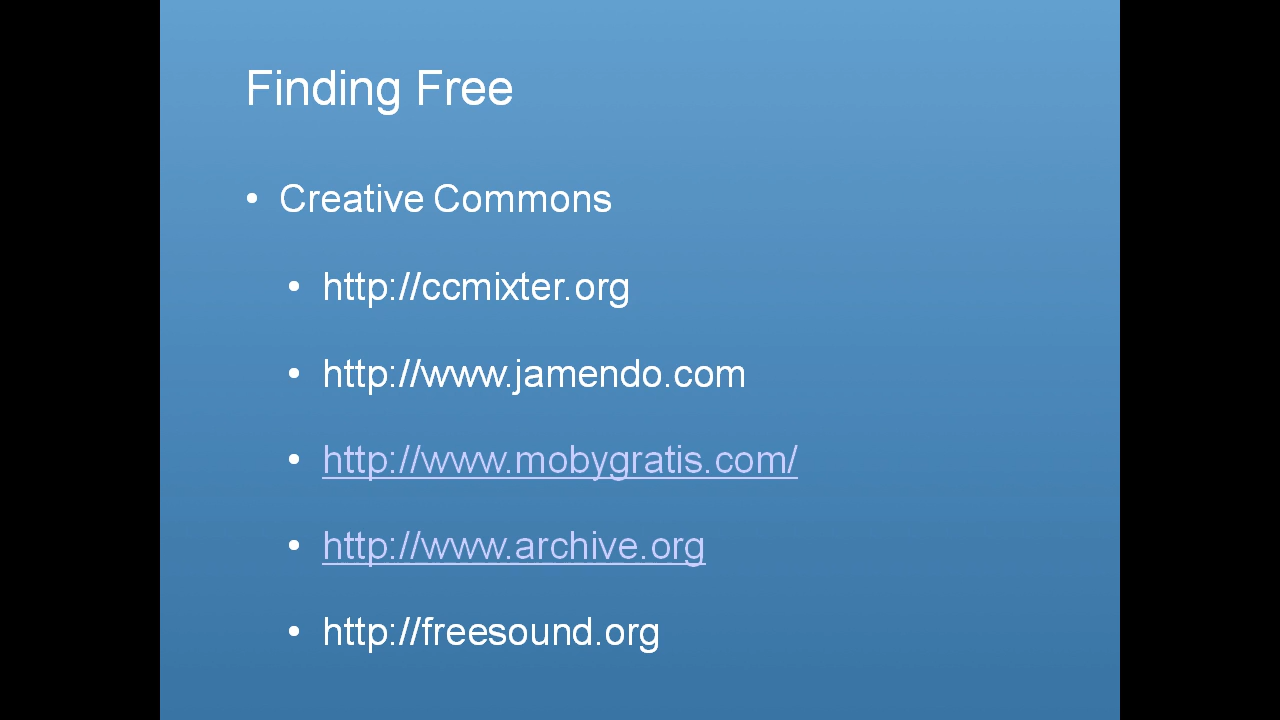 Finding Free
• Creative Commons
• http://ccmixter.org
• http://www.jamendo.com
• http://www.mobygratis.com/
• http://www.archive.org
• http://freesound.org